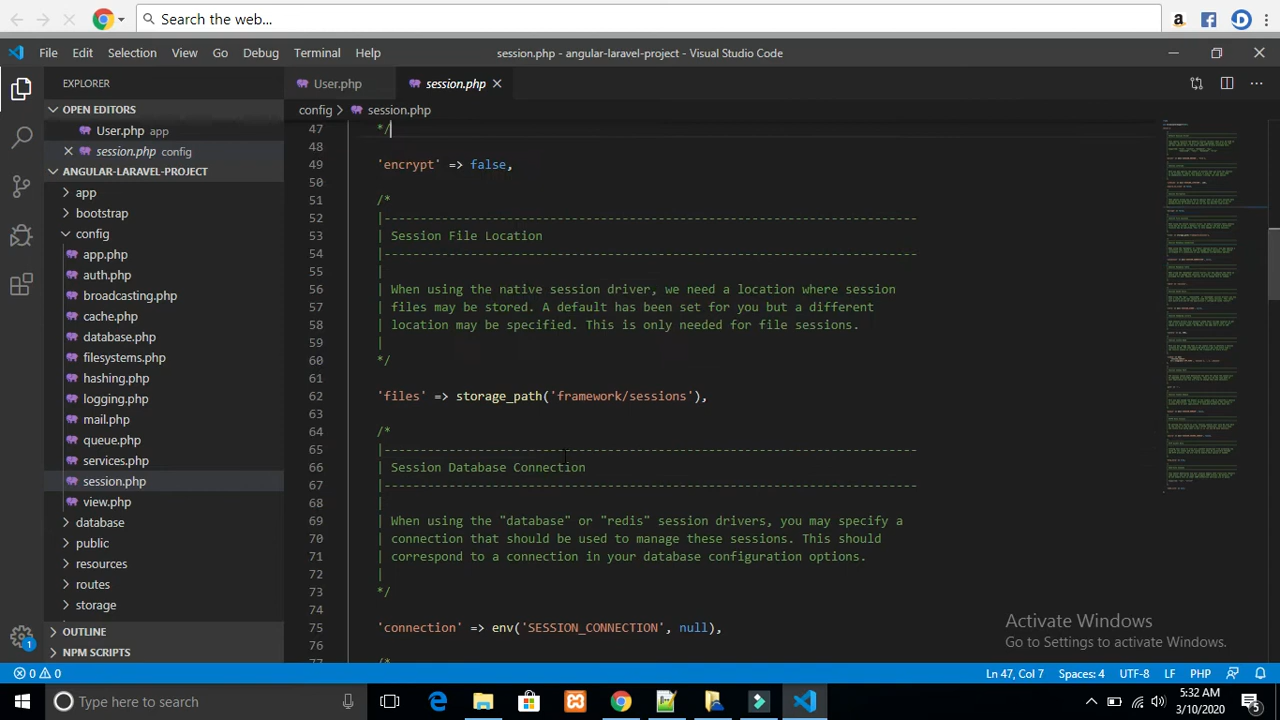 Search the web...
File Edit Selection View Go Debug Terminal Help
session.php - angular-laravel-project - Visual Studio Code
EXPLORER
User.php
session.php
OPEN EDITORS
config session.php
User.php app
session.php config
ANGULAR-LARAVEL-PROJECT
app
bootstrap
config
app.php
auth.php
broadcasting.php
cache.php
database.php
filesystems.php
hashing.php
logging.php
mail.php
queue.php
services.php
session.php
view.php
database
public
resources
routes
storage
OUTLINE
NPM SCRIPTS
47 */
48
49 'encrypt' => false,
50
51 /*
52 |--------------------------------------------------------------------------
53 | Session File Location
54 |--------------------------------------------------------------------------
55 |
56 | When using the native session driver, we need a location where session
57 | files may be stored. A default has been set for you but a different
58 | location may be specified. This is only needed for file sessions.
59 |
60 */
61
62 'files' => storage_path('framework/sessions'),
63
64 /*
65 |--------------------------------------------------------------------------
66 | Session Database Connection
67 |--------------------------------------------------------------------------
68 |
69 | When using the "database" or "redis" session drivers, you may specify a
70 | connection that should be used to manage these sessions. This should
71 | correspond to a connection in your database configuration options.
72 |
73 */
74
75 'connection' => env('SESSION_CONNECTION', null),
76
77 /*
Activate Windows
Go to Settings to activate Windows.
1
0 0
Ln 47, Col 7 Spaces: 4 UTF-8 LF PHP
Type here to search
5:32 AM
3/10/2020
5